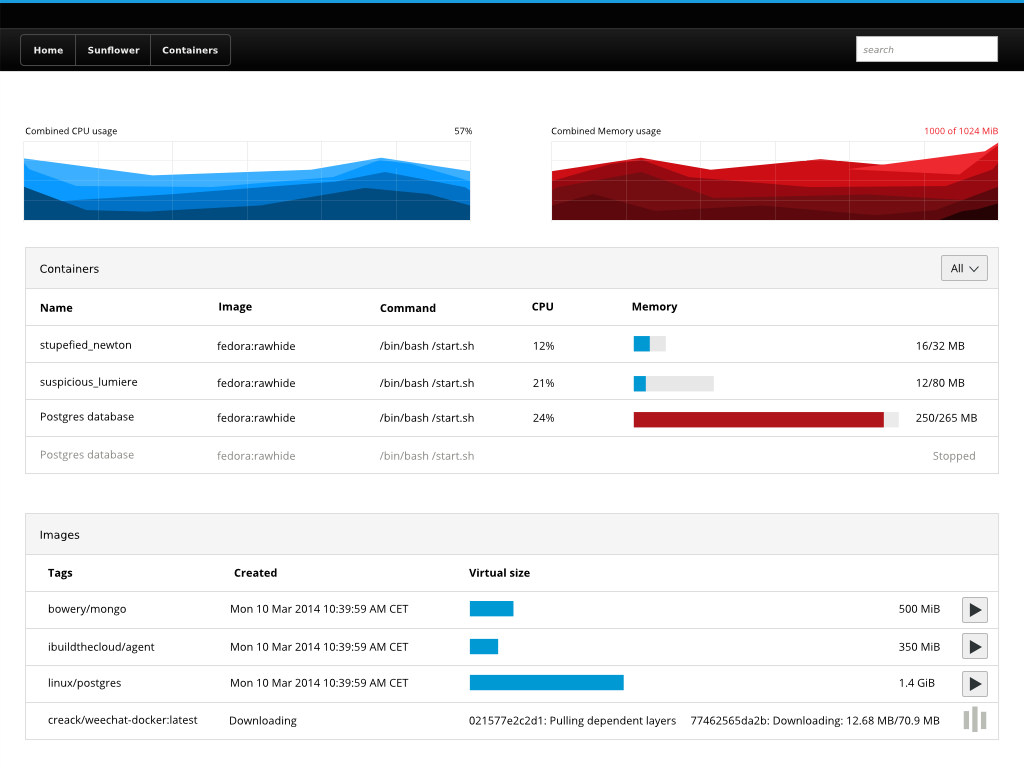 Home Sunflower Containers search
Combined CPU usage 57% Combined Memory usage 1000 of 1024 MiB
Containers All
Name Image Command CPU Memory
stupefied_newton fedora:rawhide /bin/bash /start.sh 12% 16/32 MB
suspicious_lumiere fedora:rawhide /bin/bash /start.sh 21% 12/80 MB
Postgres database fedora:rawhide /bin/bash /start.sh 24% 250/265 MB
Postgres database fedora:rawhide /bin/bash /start.sh Stopped
Images
Tags Created Virtual size
bowery/mongo Mon 10 Mar 2014 10:39:59 AM CET 500 MiB
ibuildthecloud/agent Mon 10 Mar 2014 10:39:59 AM CET 350 MiB
linux/postgres Mon 10 Mar 2014 10:39:59 AM CET 1.4 GiB
creack/weechat-docker:latest Downloading 021577e2c2d1: Pulling dependent layers 77462565da2b: Downloading: 12.68 MB/70.9 MB